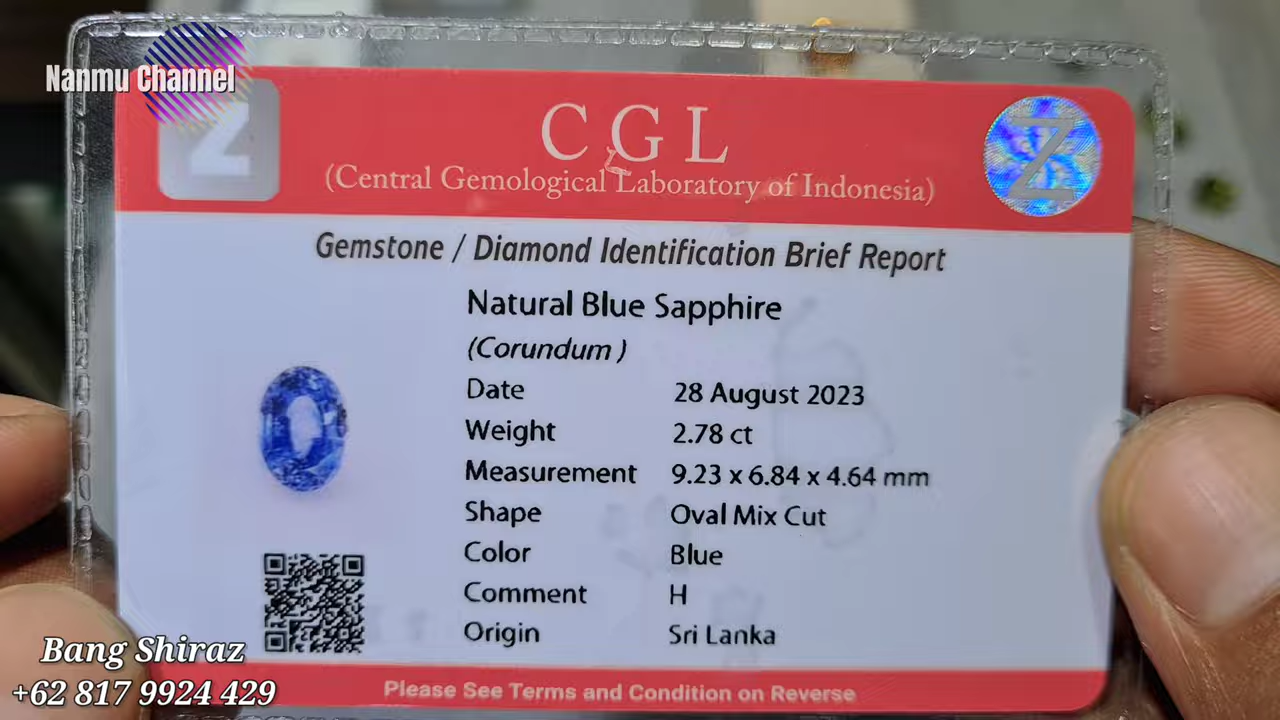 Nanmu Channel
Z
C G L
Z
(Central Gemological Laboratory of Indonesia)
Gemstone / Diamond Identification Brief Report
Natural Blue Sapphire
(Corundum )
Date 28 August 2023
Weight 2.78 ct
Measurement 9.23 x 6.84 x 4.64 mm
Shape Oval Mix Cut
Color Blue
Comment H
Origin Sri Lanka
Please See Terms and Condition on Reverse
Bang Shiraz
+62 817 9924 429